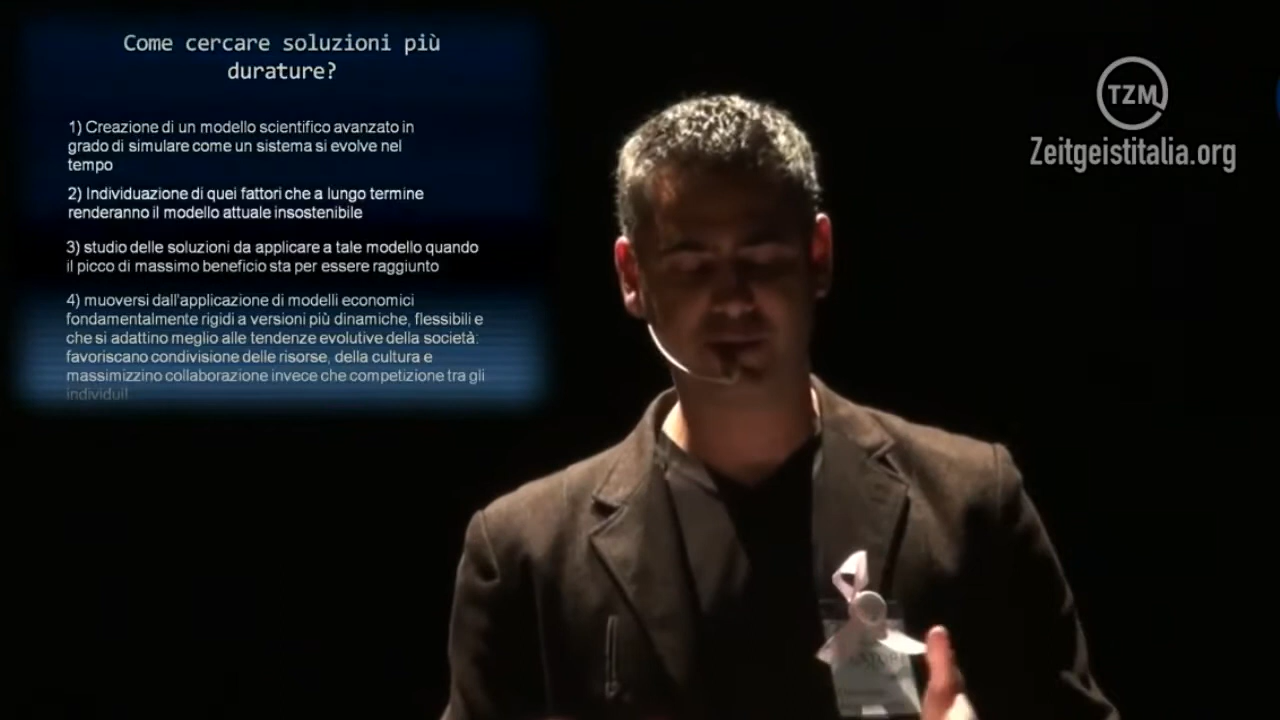 Come cercare soluzioni più
durature?
1) Creazione di un modello scientifico avanzato in
grado di simulare come un sistema si evolve nel
tempo
2) Individuazione di quei fattori che a lungo termine
renderanno il modello attuale insostenibile
3) studio delle soluzioni da applicare a tale modello quando
il picco di massimo beneficio sta per essere raggiunto
4) muoversi dall'applicazione di modelli economici
fondamentalmente rigidi a versioni più dinamiche, flessibili e
che si adattino meglio alle tendenze evolutive della società:
favoriscano condivisione delle risorse, della cultura e
massimizzino collaborazione invece che competizione tra gli
individui!
TZM
Zeitgeistitalia.org